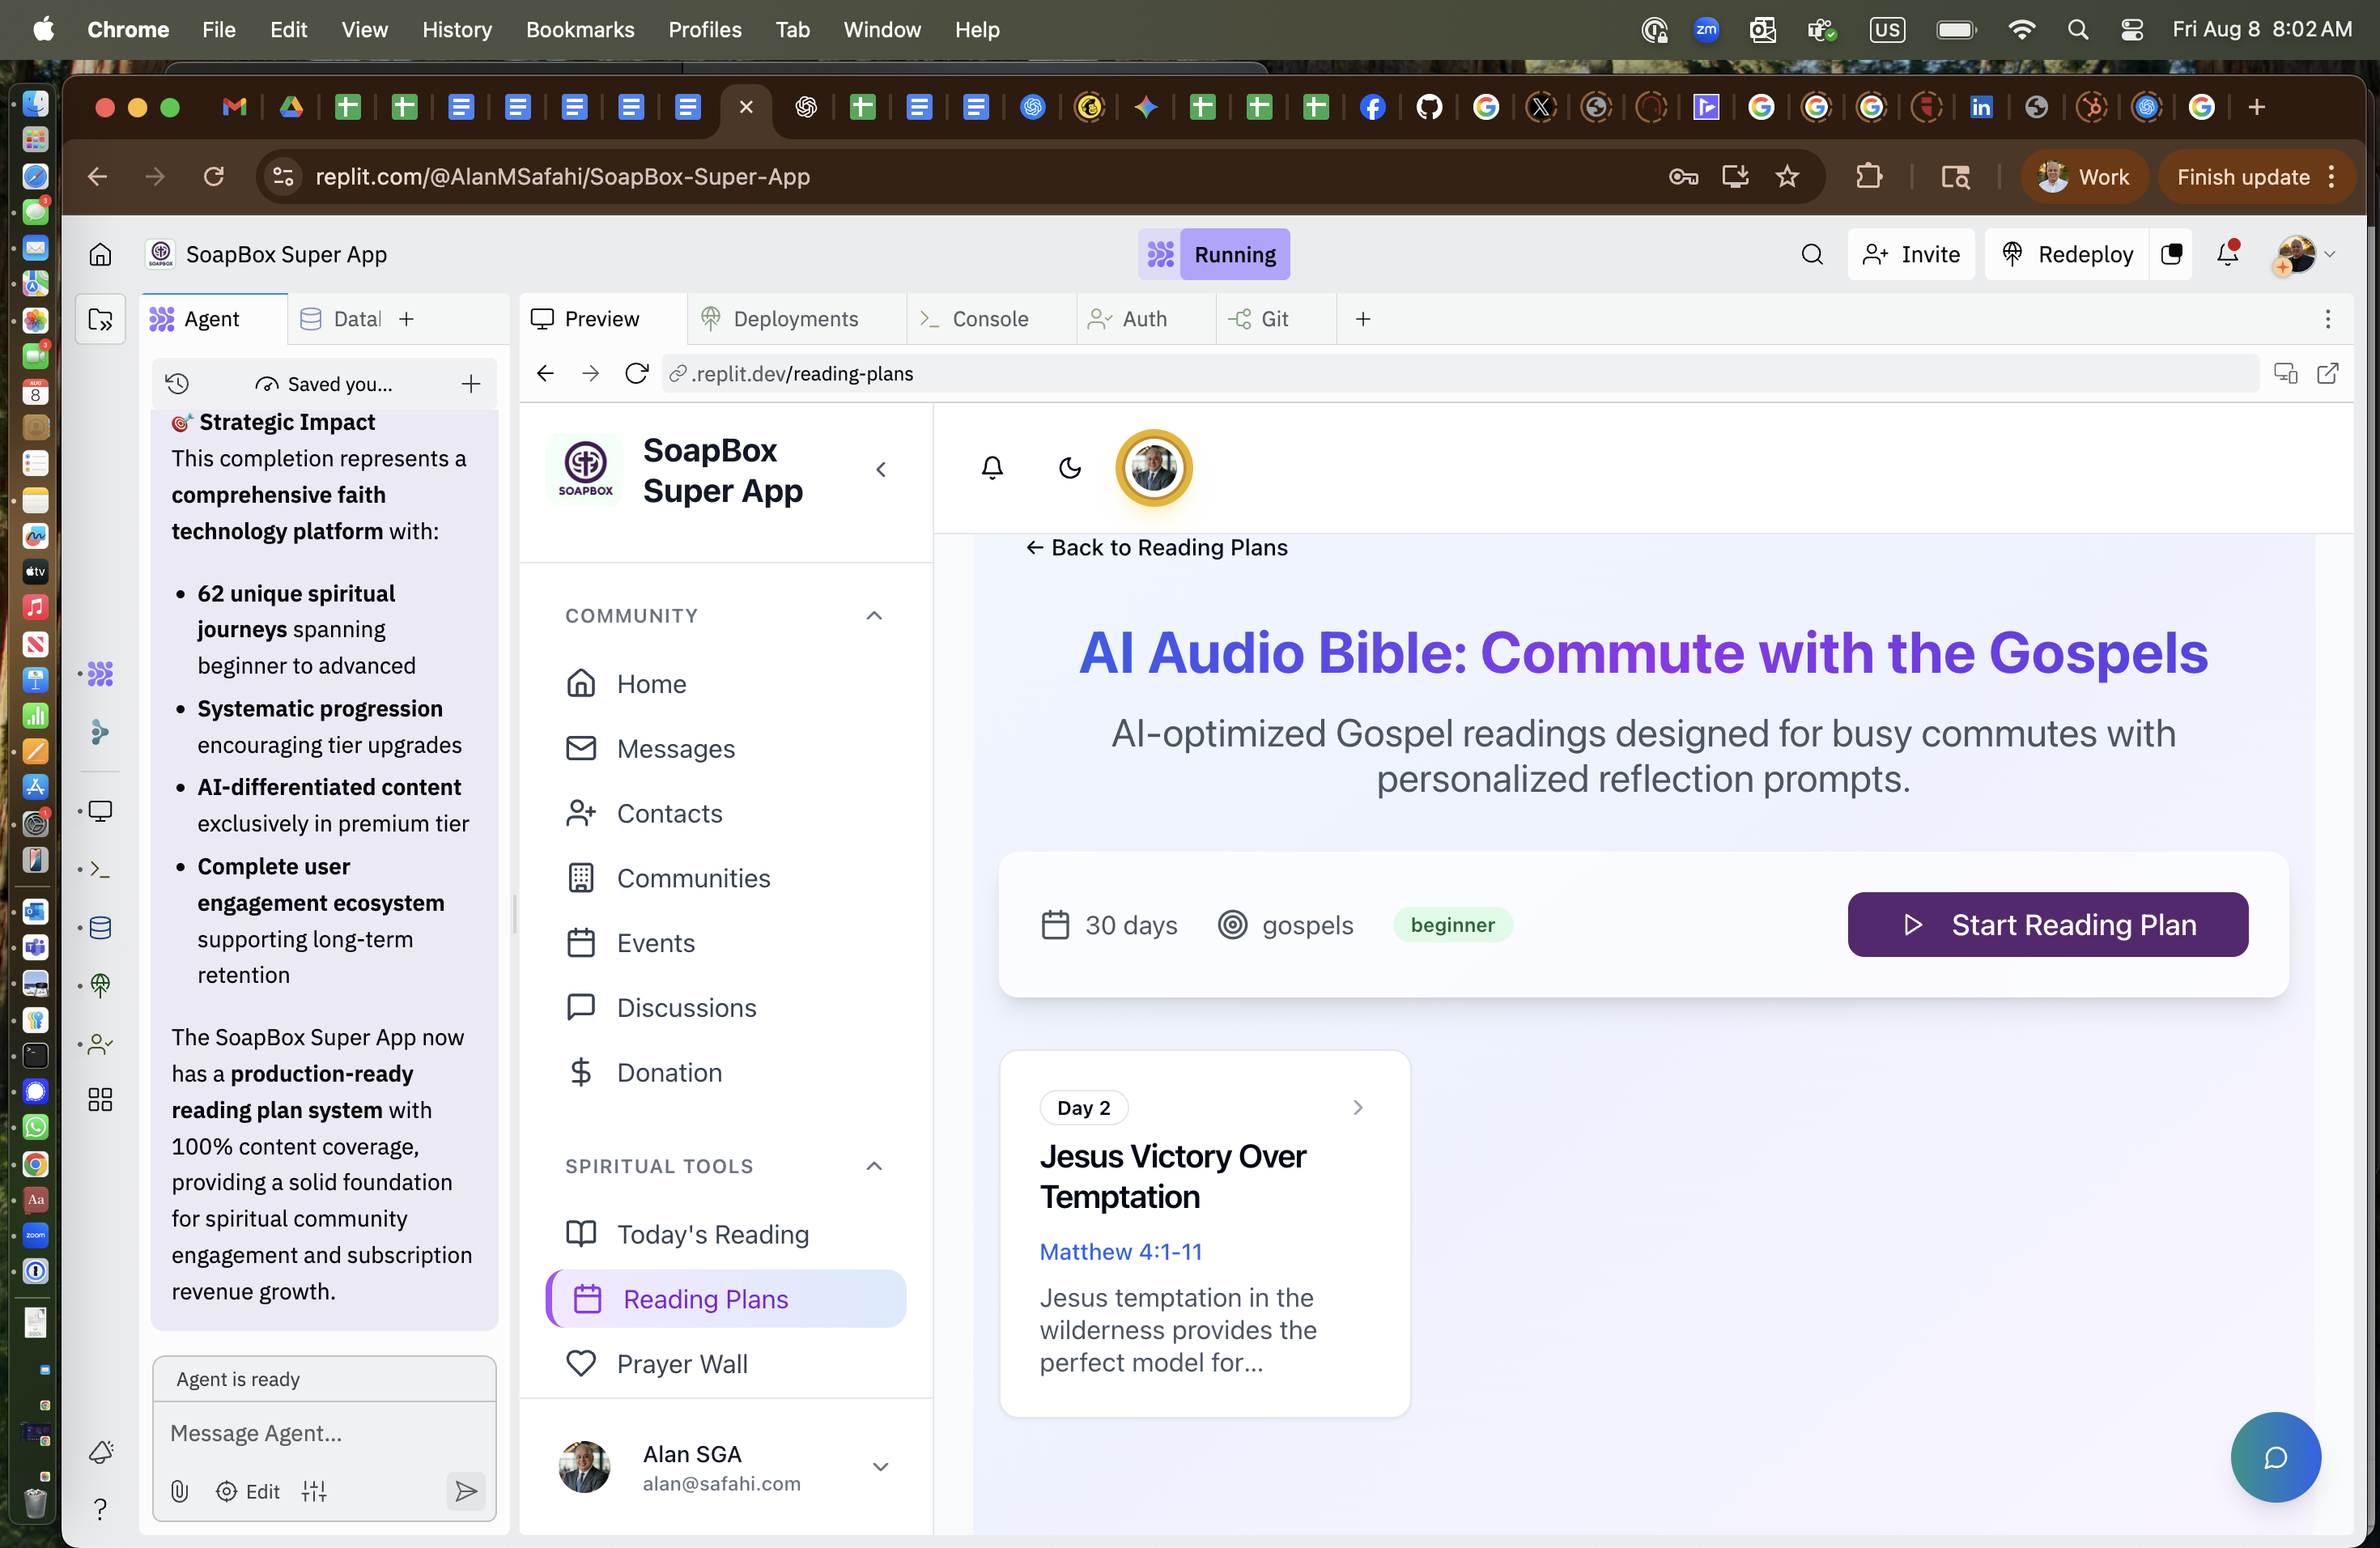 Chrome File Edit View History Bookmarks Profiles Tab Window Help
zm
US
Fri Aug 8 8:02 AM
replit.com/@AlanMSafahi/SoapBox-Super-App
Work
Finish update
SOAPBOX
SoapBox Super App
Running
Invite
Redeploy
Agent
Datal
Preview
Deployments
Console
Auth
Git
Saved you...
.replit.dev/reading-plans
🎯 Strategic Impact
This completion represents a
comprehensive faith
technology platform with:
• 62 unique spiritual
journeys spanning
beginner to advanced
• Systematic progression
encouraging tier upgrades
• AI-differentiated content
exclusively in premium tier
• Complete user
engagement ecosystem
supporting long-term
retention
The SoapBox Super App now
has a production-ready
reading plan system with
100% content coverage,
providing a solid foundation
for spiritual community
engagement and subscription
revenue growth.
Agent is ready
Message Agent...
Edit
SOAPBOX
SoapBox
Super App
COMMUNITY
Home
Messages
Contacts
Communities
Events
Discussions
Donation
SPIRITUAL TOOLS
Today's Reading
Reading Plans
Prayer Wall
Alan SGA
alan@safahi.com
← Back to Reading Plans
AI Audio Bible: Commute with the Gospels
AI-optimized Gospel readings designed for busy commutes with
personalized reflection prompts.
30 days
gospels
beginner
Start Reading Plan
Day 2
Jesus Victory Over
Temptation
Matthew 4:1-11
Jesus temptation in the
wilderness provides the
perfect model for...
3
3
AUG
8
tv
1
Aa
zoom